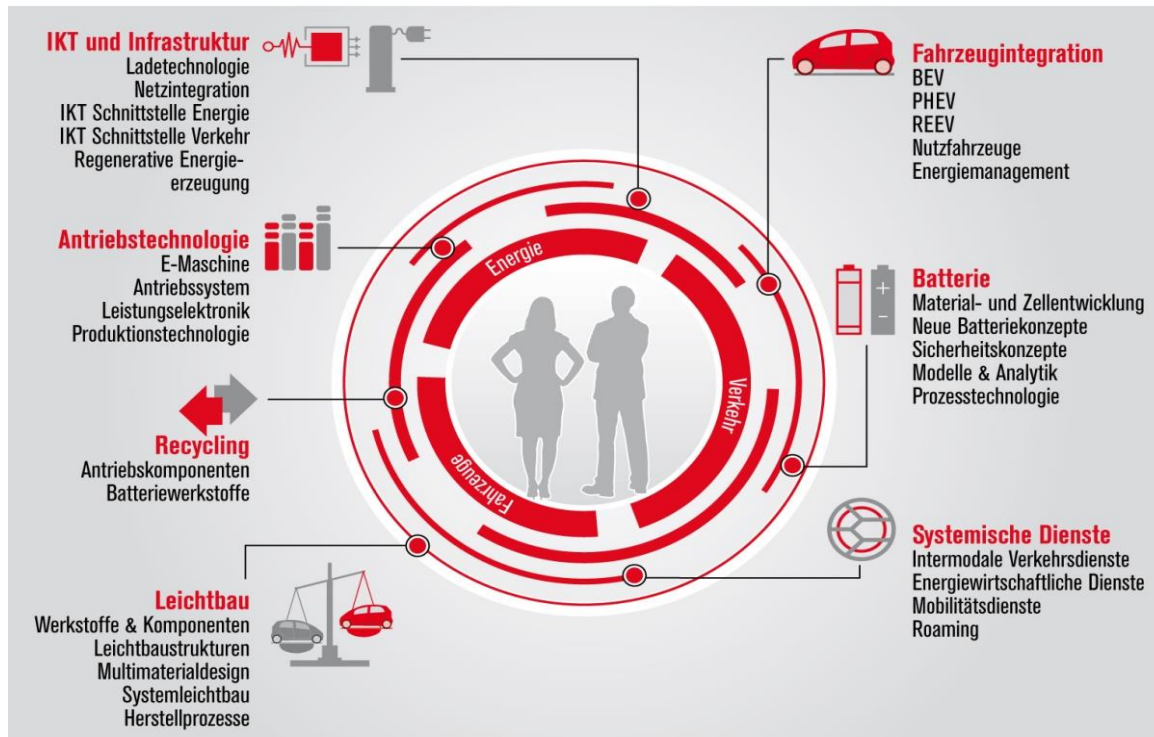 IKT und Infrastruktur
Ladetechnologie
Netzintegration
IKT Schnittstelle Energie
IKT Schnittstelle Verkehr
Regenerative Energie-
erzeugung
Antriebstechnologie
E-Maschine
Antriebssystem
Leistungselektronik
Produktionstechnologie
Recycling
Antriebskomponenten
Batteriewerkstoffe
Leichtbau
Werkstoffe & Komponenten
Leichtbaustrukturen
Multimaterialdesign
Systemleichtbau
Herstellprozesse
Energie
Verkehr
Fahrzeuge
Fahrzeugintegration
BEV
PHEV
REEV
Nutzfahrzeuge
Energiemanagement
Batterie
Material- und Zellentwicklung
Neue Batteriekonzepte
Sicherheitskonzepte
Modelle & Analytik
Prozesstechnologie
Systemische Dienste
Intermodale Verkehrsdienste
Energiewirtschaftliche Dienste
Mobilitätsdienste
Roaming